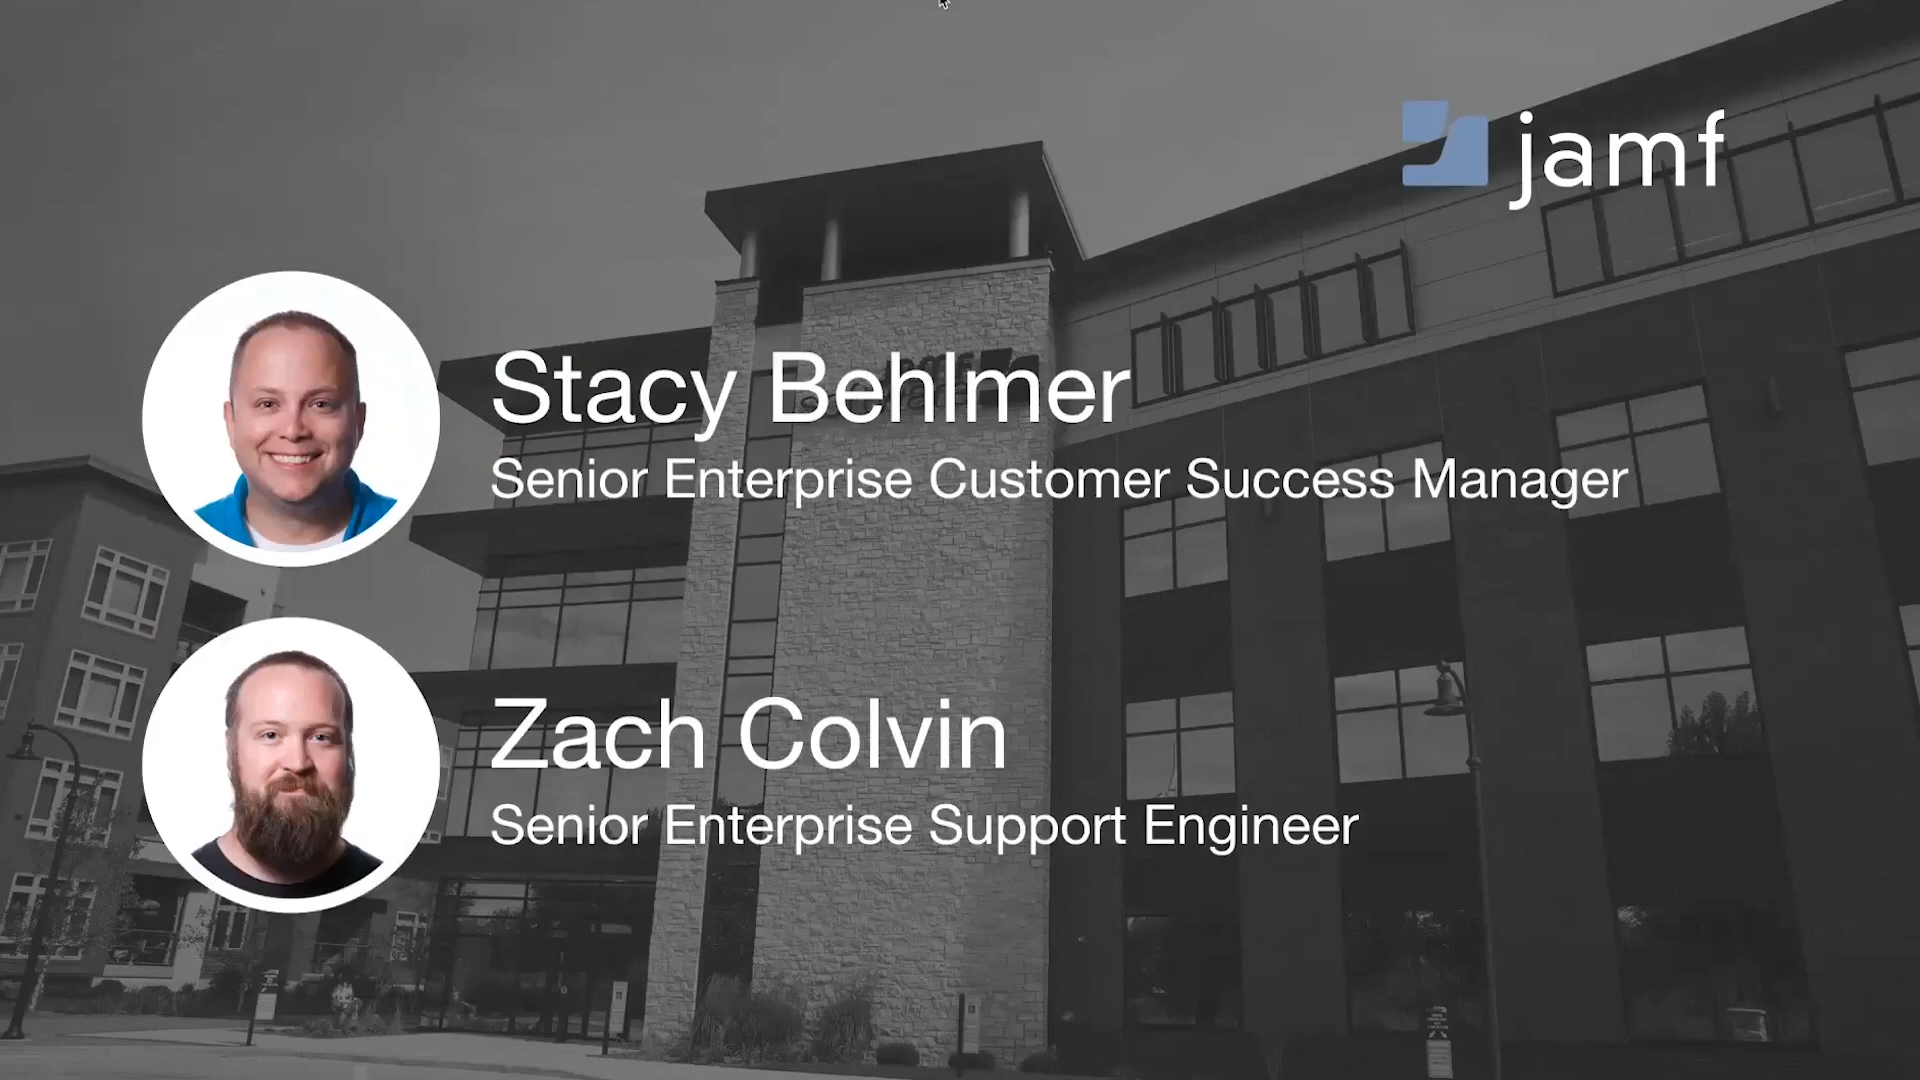 jamf
Stacy Behlmer
Senior Enterprise Customer Success Manager
Zach Colvin
Senior Enterprise Support Engineer